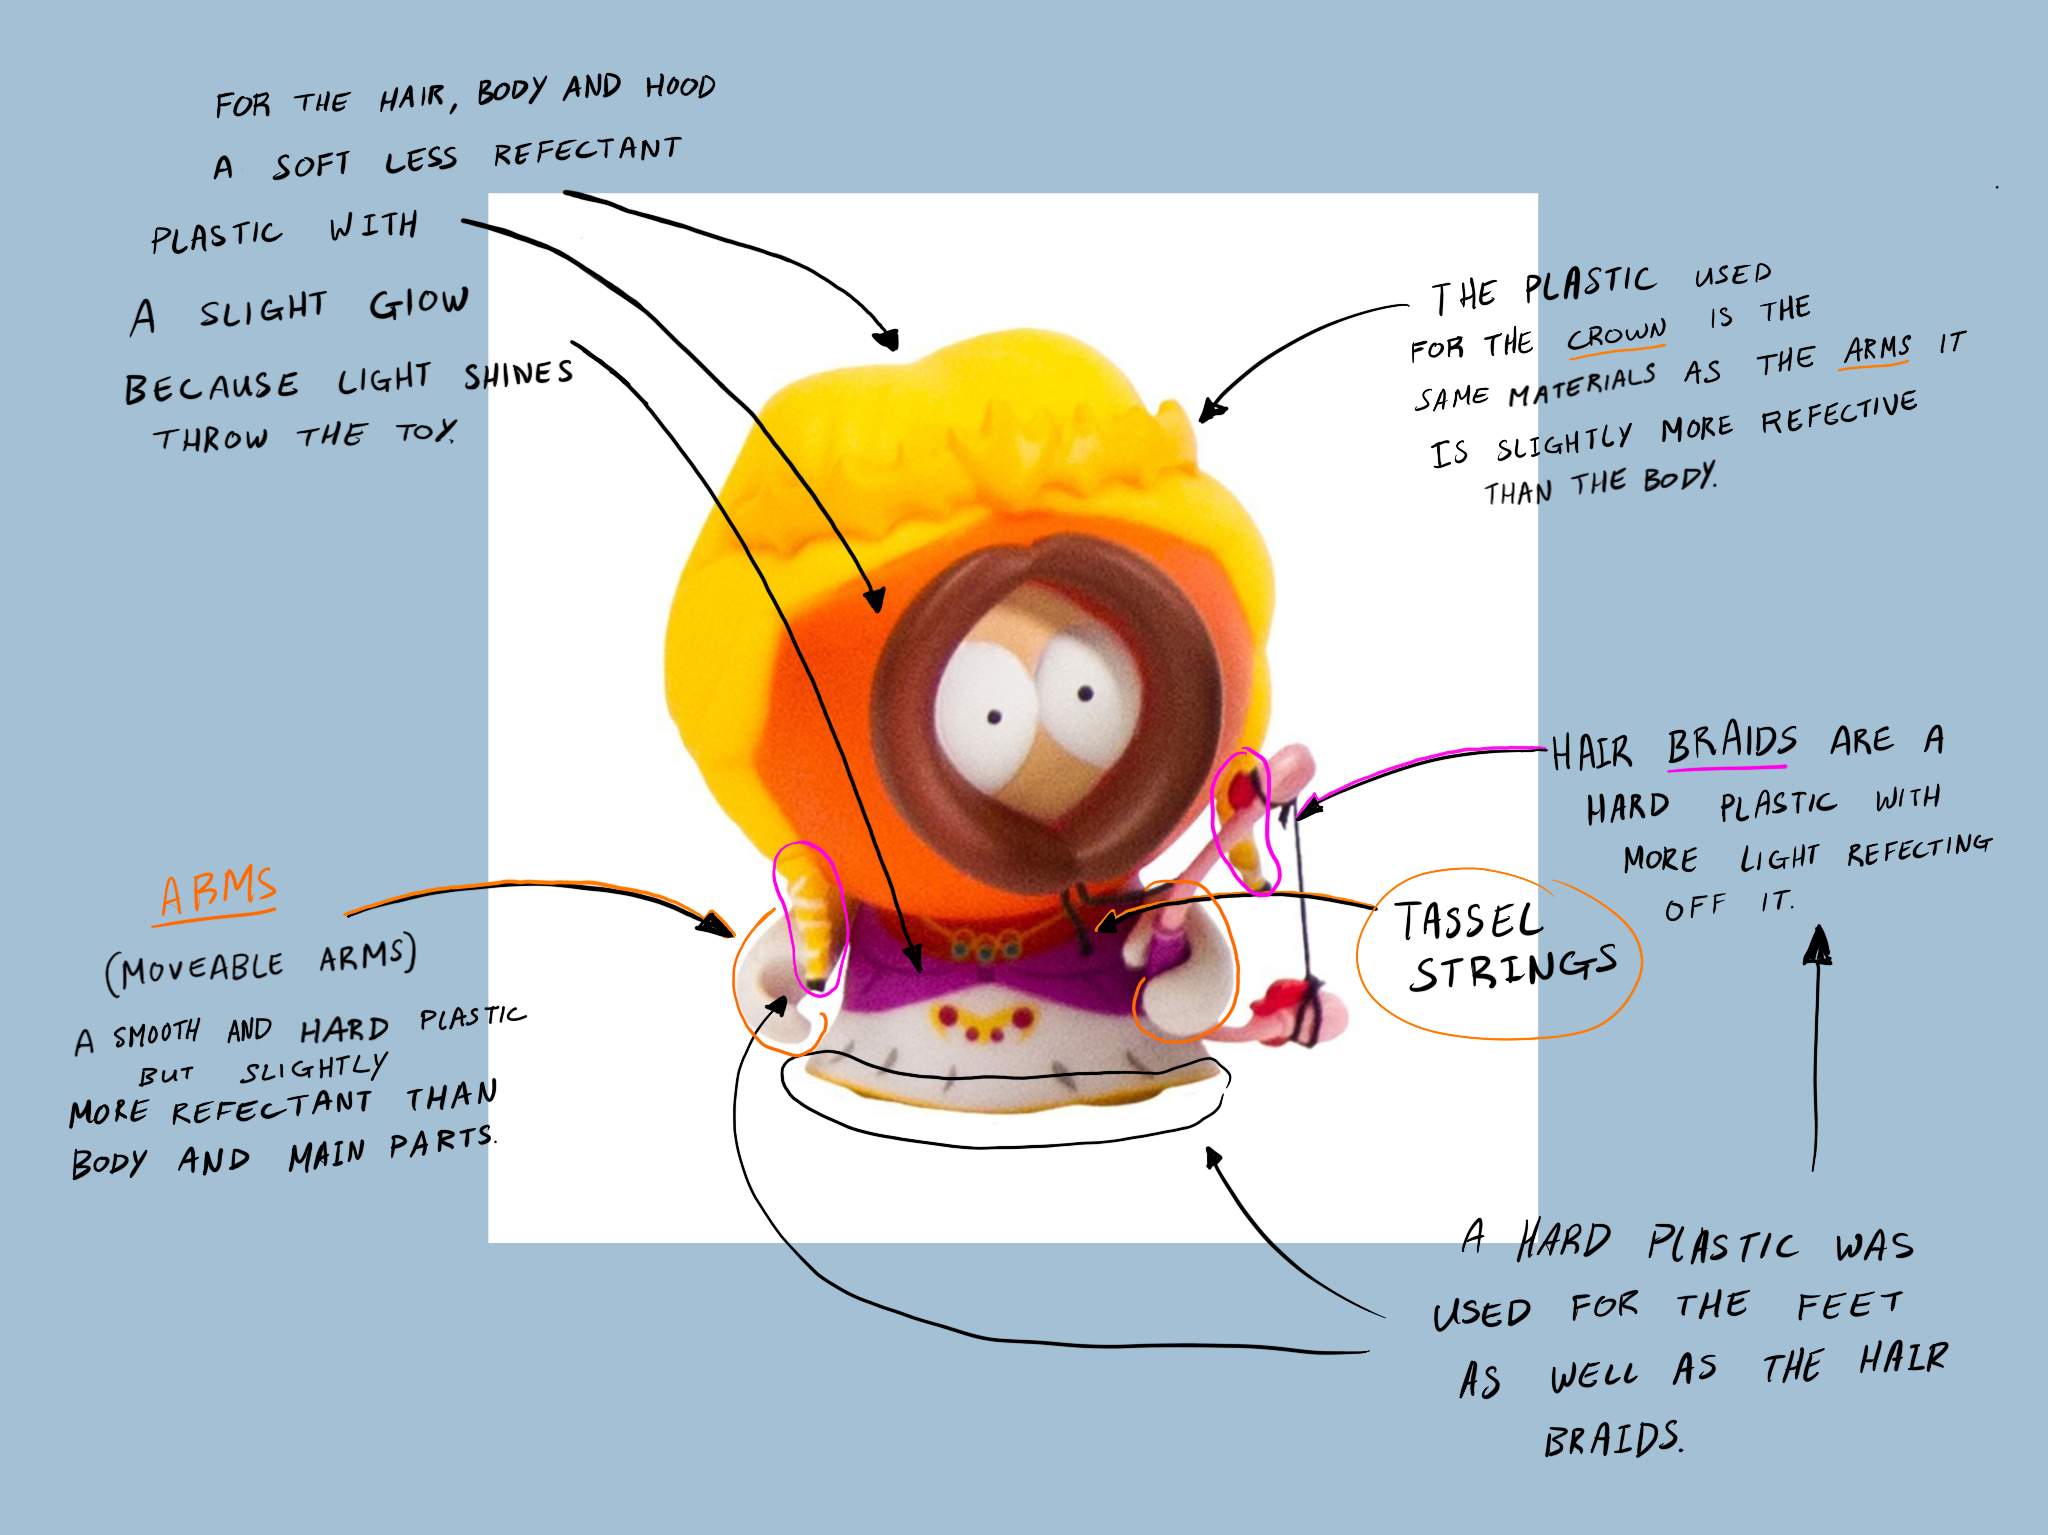 FOR THE HAIR, BODY AND HOOD
A SOFT LESS REFECTANT
PLASTIC WITH
A SLIGHT GLOW
BECAUSE LIGHT SHINES
THROW THE TOY.
THE PLASTIC USED
FOR THE CROWN IS THE
SAME MATERIALS AS THE ARMS IT
IS SLIGHTLY MORE REFECTIVE
THAN THE BODY.
HAIR BRAIDS ARE A
HARD PLASTIC WITH
MORE LIGHT REFECTING
OFF IT.
ARMS
(MOVEABLE ARMS)
A SMOOTH AND HARD PLASTIC
BUT SLIGHTLY
MORE REFECTANT THAN
BODY AND MAIN PARTS.
TASSEL
STRINGS
A HARD PLASTIC WAS
USED FOR THE FEET
AS WELL AS THE HAIR
BRAIDS.